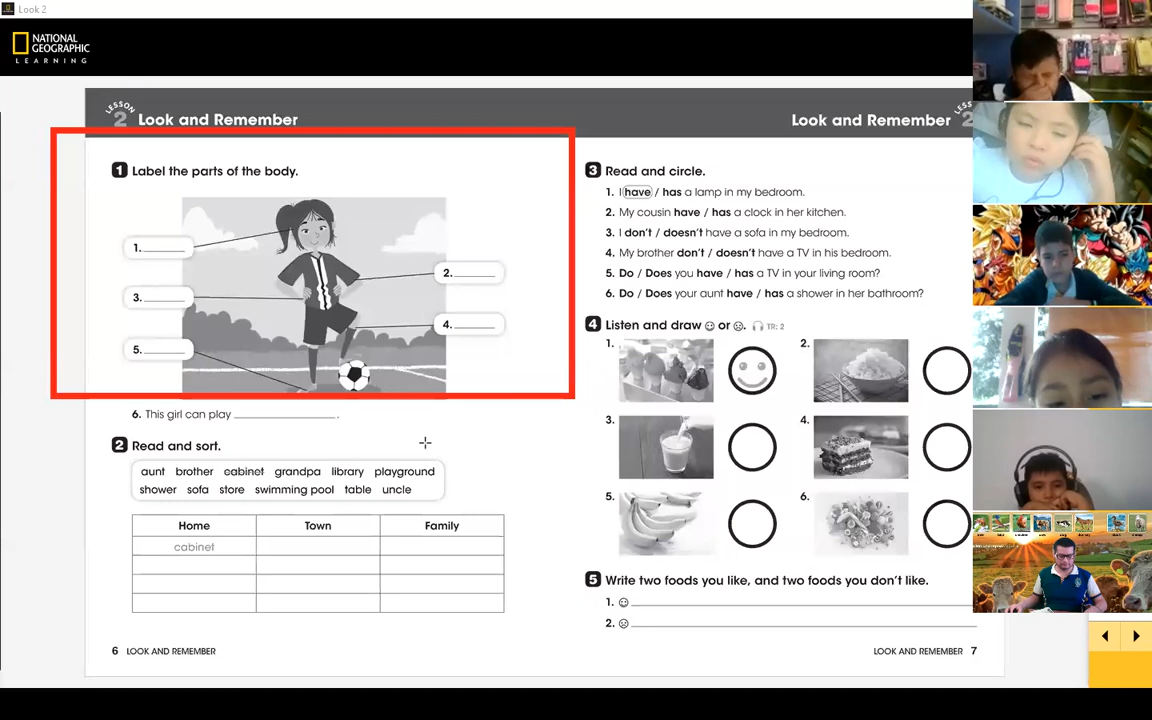 Look 2
NATIONAL
GEOGRAPHIC
LEARNING
LESSON
2 Look and Remember
1 Label the parts of the body.
1. ________
2. ________
3. ________
4. ________
5. ________
6. This girl can play ________________ .
2 Read and sort.
aunt brother cabinet grandpa library playground
shower sofa store swimming pool table uncle
Home Town Family
cabinet
6 LOOK AND REMEMBER
Look and Remember
3 Read and circle.
1. I have / has a lamp in my bedroom.
2. My cousin have / has a clock in her kitchen.
3. I don't / doesn't have a sofa in my bedroom.
4. My brother don't / doesn't have a TV in his bedroom.
5. Do / Does you have / has a TV in your living room?
6. Do / Does your aunt have / has a shower in her bathroom?
4 Listen and draw ☺ or ☹. TR: 2
1.
2.
3.
4.
5.
6.
5 Write two foods you like, and two foods you don't like.
1. ☺
2. ☹
LOOK AND REMEMBER 7